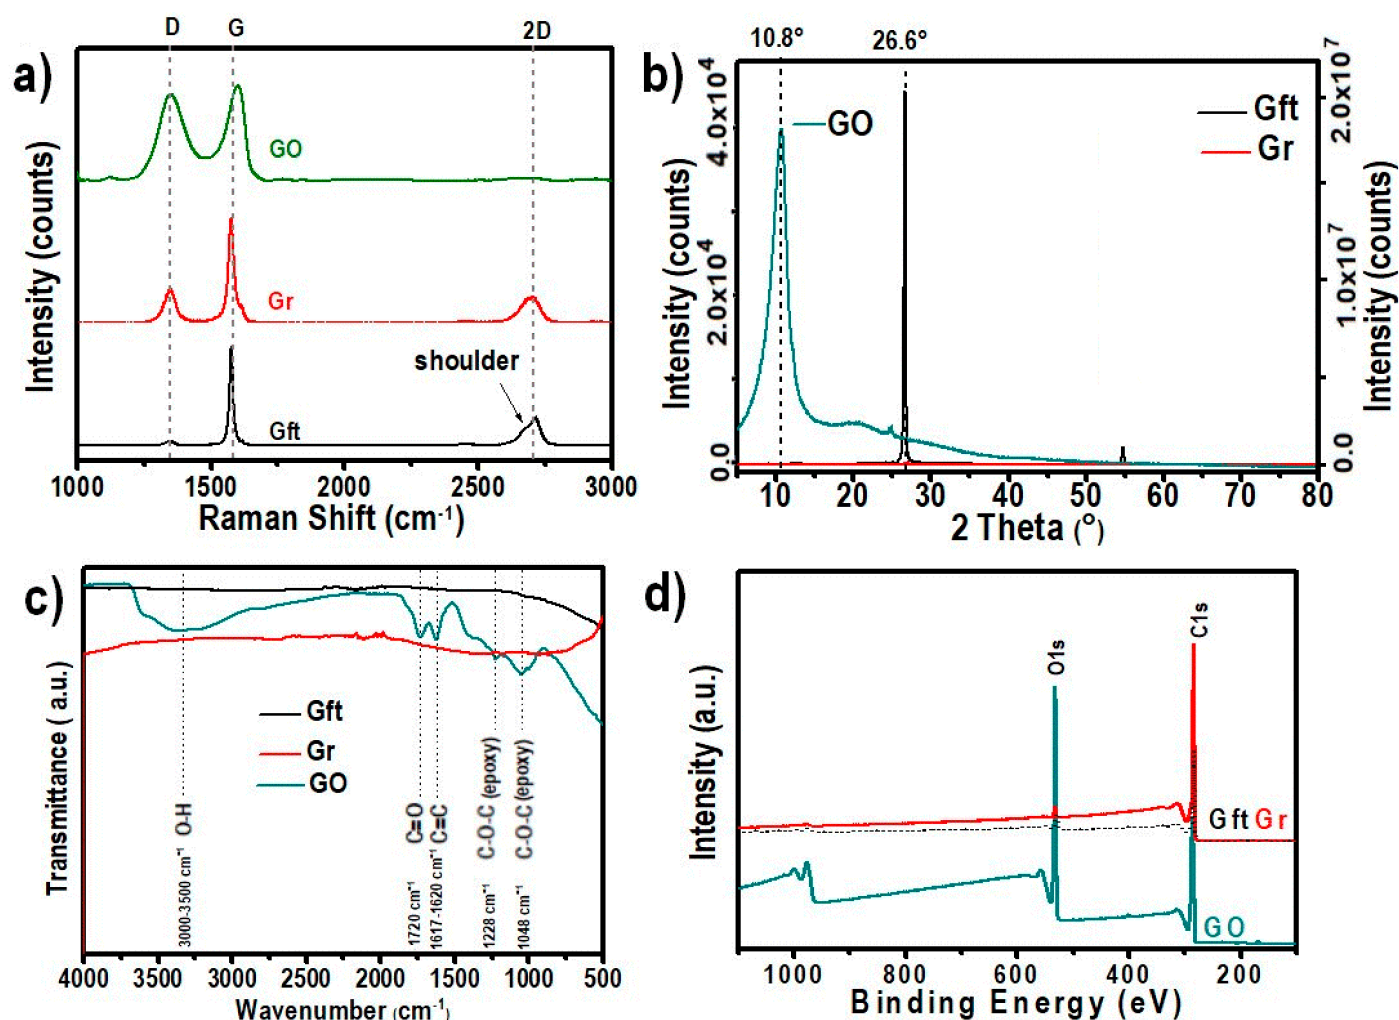 a)
D G 2D
GO
Gr
shoulder
Gft
Intensity (counts)
1000 1500 2000 2500 3000
Raman Shift (cm-1)
b)
10.8° 26.6°
GO
Gft
Gr
Intensity (counts)
0.0 2.0x10^4 4.0x10^4
Intensity (counts)
0.0 1.0x10^7 2.0x10^7
10 20 30 40 50 60 70 80
2 Theta (°)
c)
Gft
Gr
GO
Transmittance ( a.u.)
3000-3500 cm⁻¹ O-H
1720 cm⁻¹ C=O
1617-1620 cm⁻¹ C=C
1228 cm⁻¹ C-O-C (epoxy)
1048 cm⁻¹ C-O-C (epoxy)
4000 3500 3000 2500 2000 1500 1000 500
Wavenumber (cm-1)
d)
O1s
C1s
Gft Gr
GO
Intensity (a.u.)
1000 800 600 400 200
Binding Energy (eV)